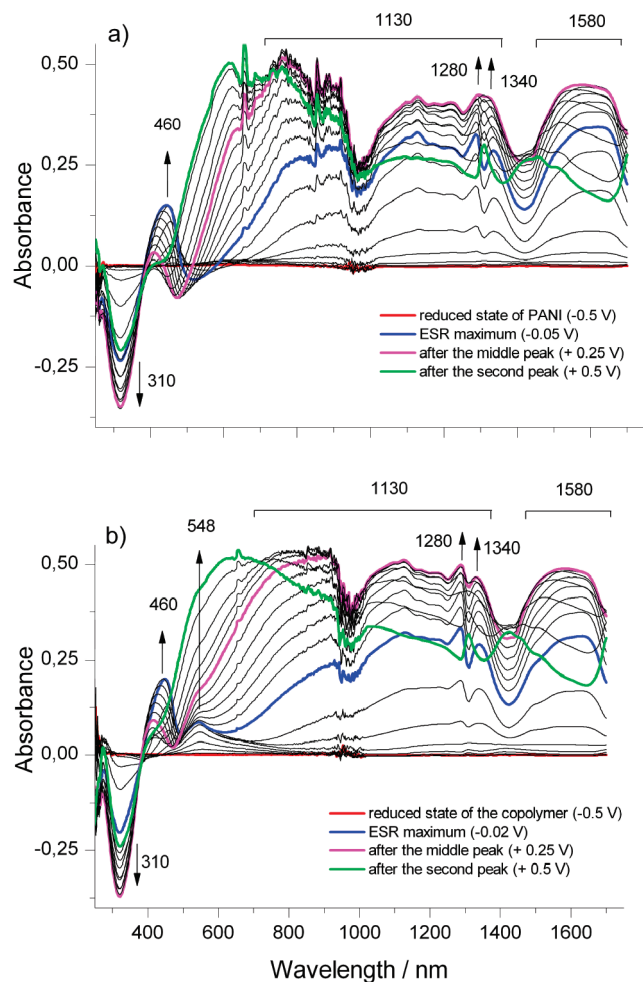 1130
1580
a)
0,50
1280
1340
460
0,25
Absorbance
0,00
reduced state of PANI (-0.5 V)
ESR maximum (-0.05 V)
after the middle peak (+ 0.25 V)
after the second peak (+ 0.5 V)
-0,25
310
1130
1580
548
b)
1280
1340
0,50
460
0,25
Absorbance
0,00
reduced state of the copolymer (-0.5 V)
ESR maximum (-0.02 V)
after the middle peak (+ 0.25 V)
after the second peak (+ 0.5 V)
310
-0,25
400 600 800 1000 1200 1400 1600
Wavelength / nm